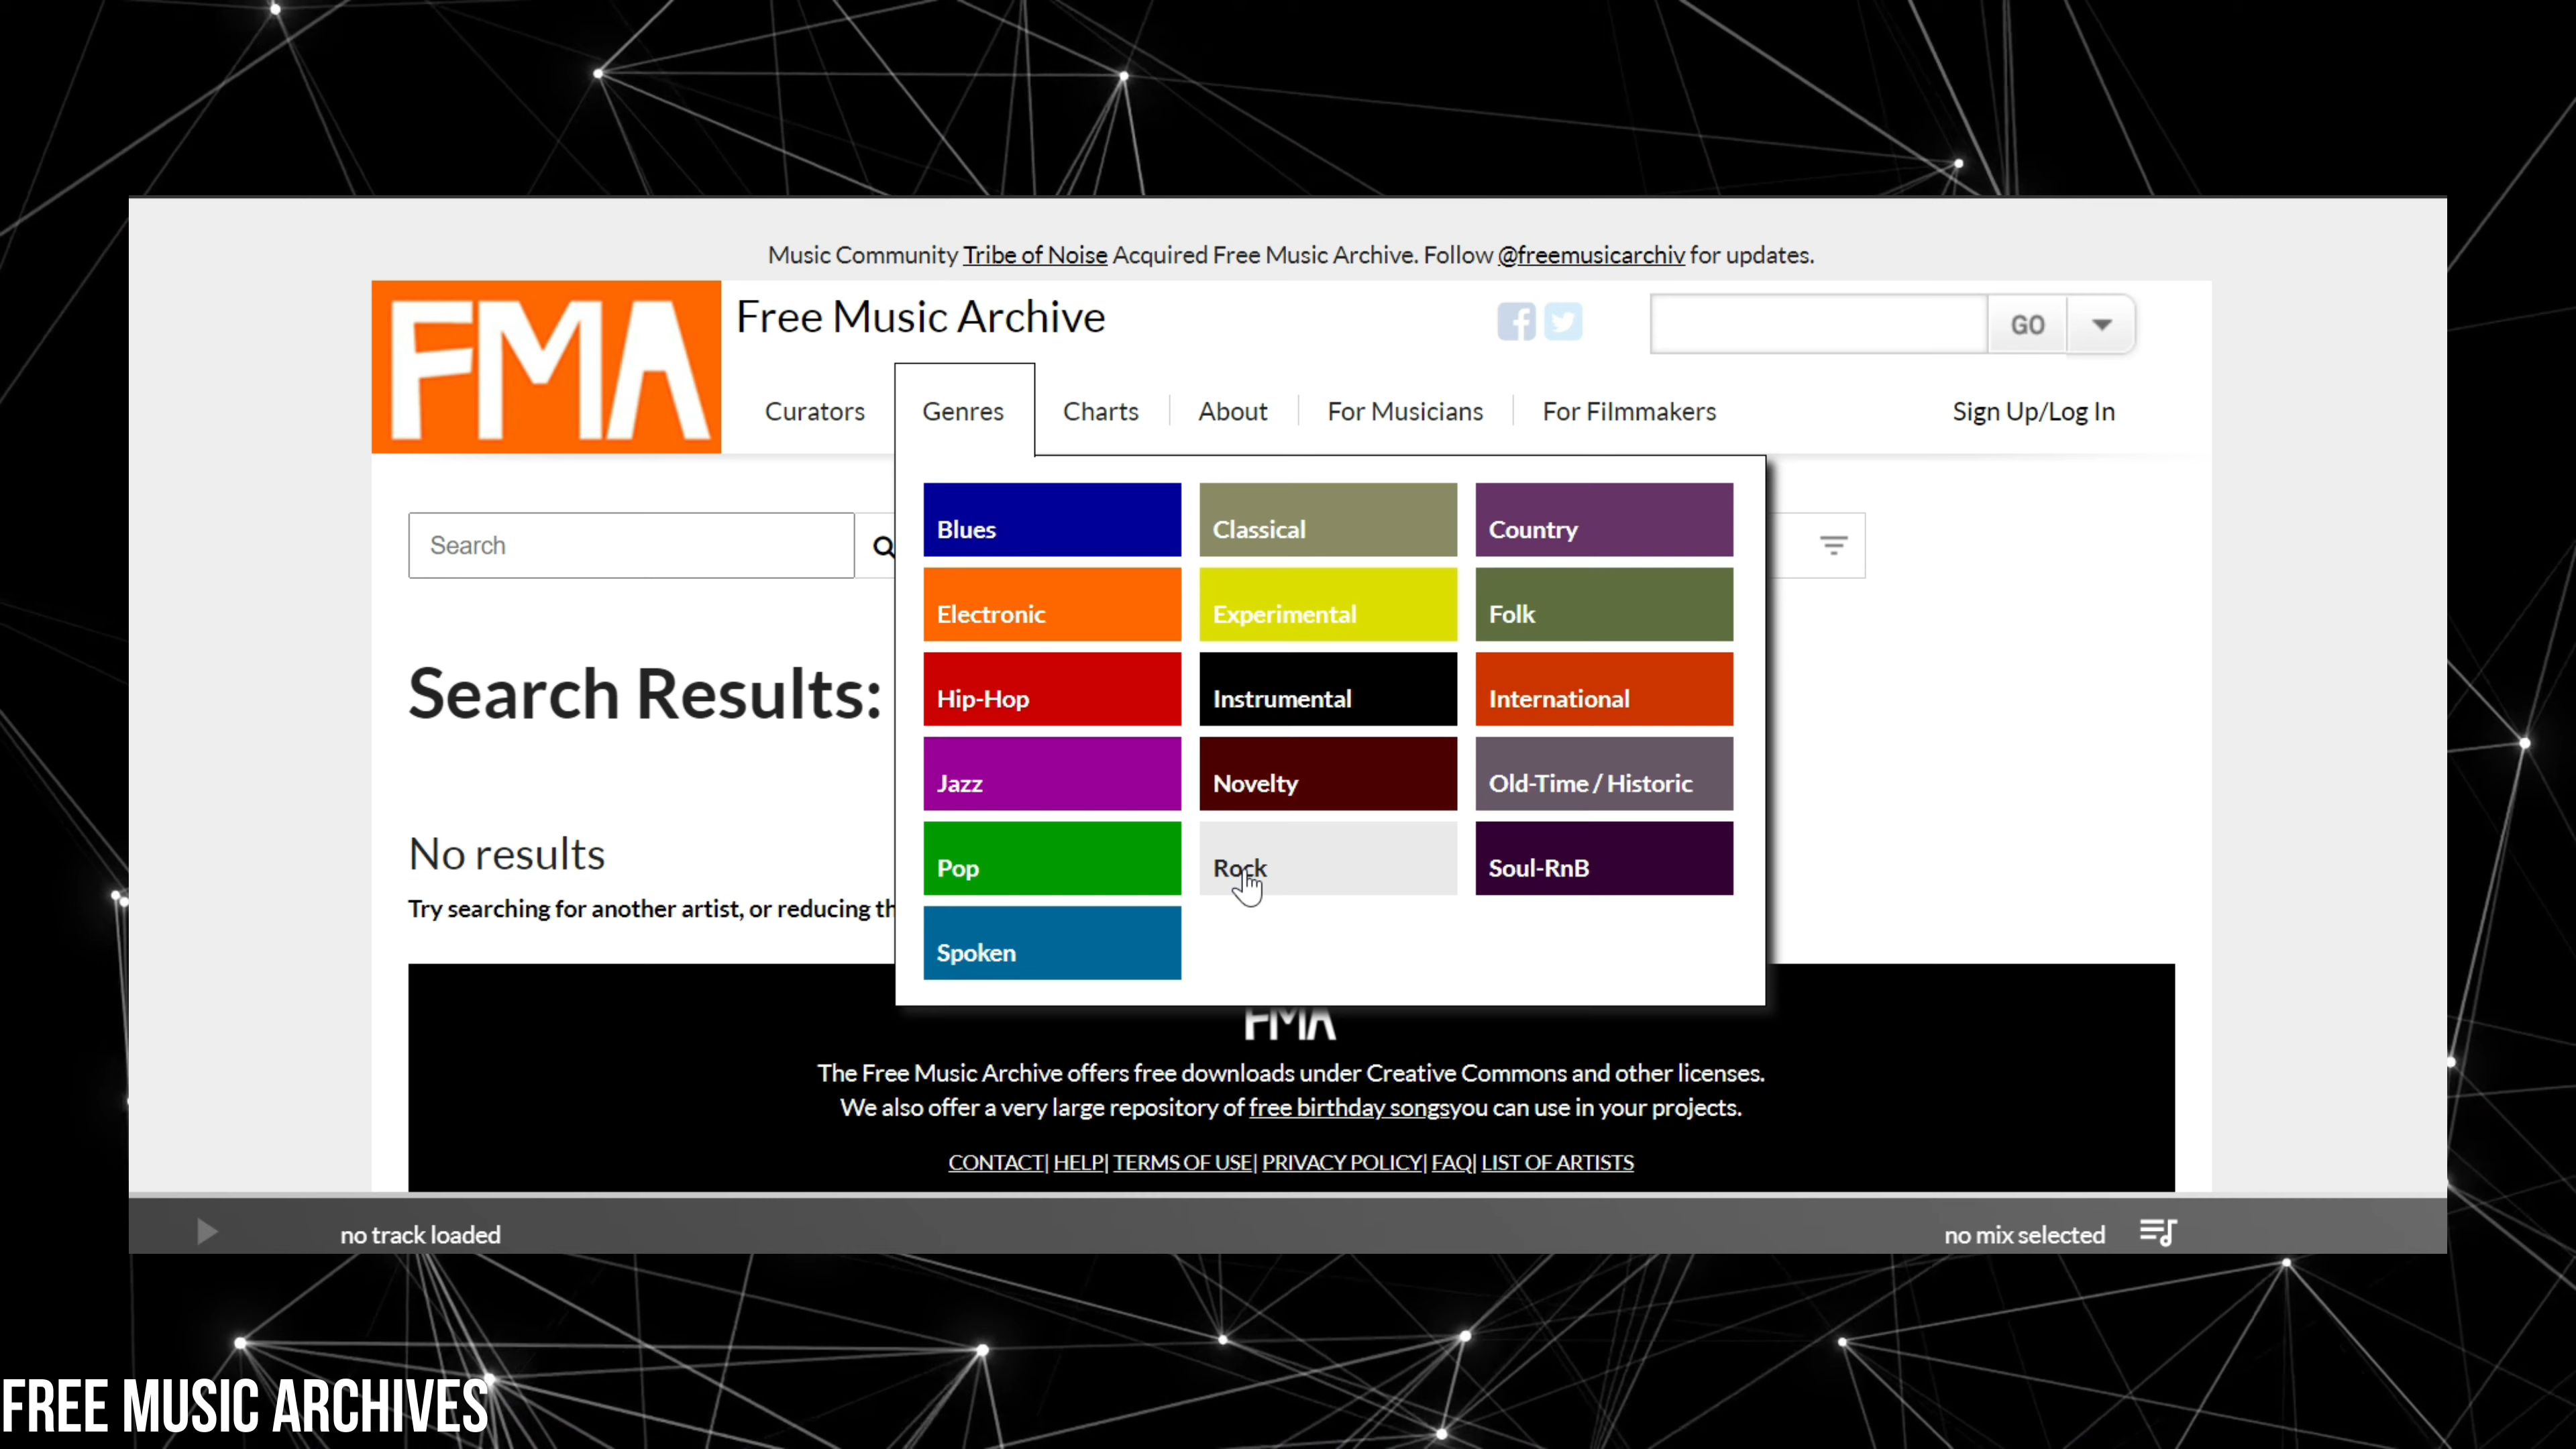 Music Community Tribe of Noise Acquired Free Music Archive. Follow @freemusicarchiv for updates.
FMA
Free Music Archive
GO
Curators
Genres
Charts
About
For Musicians
For Filmmakers
Sign Up/Log In
Search
Blues
Classical
Country
Electronic
Experimental
Folk
Search Results:
Hip-Hop
Instrumental
International
Jazz
Novelty
Old-Time / Historic
No results
Pop
Rock
Soul-RnB
Try searching for another artist, or reducing th
Spoken
FMA
The Free Music Archive offers free downloads under Creative Commons and other licenses.
We also offer a very large repository of free birthday songsyou can use in your projects.
CONTACT| HELP| TERMS OF USE| PRIVACY POLICY| FAQ| LIST OF ARTISTS
no track loaded
no mix selected
FREE MUSIC ARCHIVES